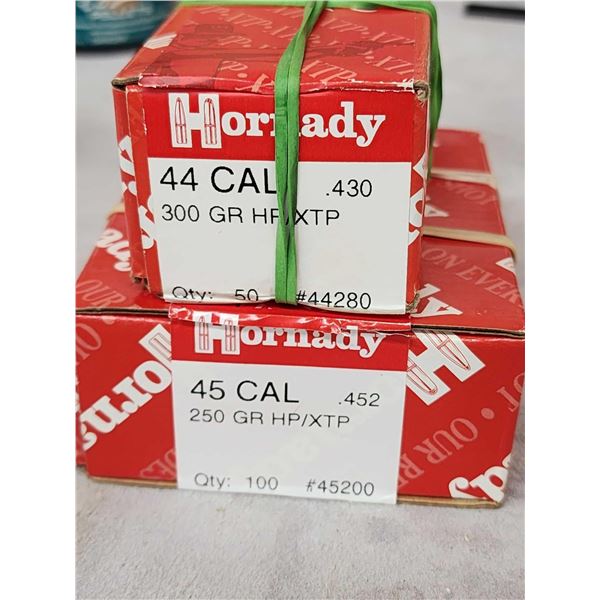 XTP
Hornady
44 CAL .430
300 GR HP/XTP
Qty: 50 #44280
Hornady
45 CAL .452
250 GR HP/XTP
Qty: 100 #45200